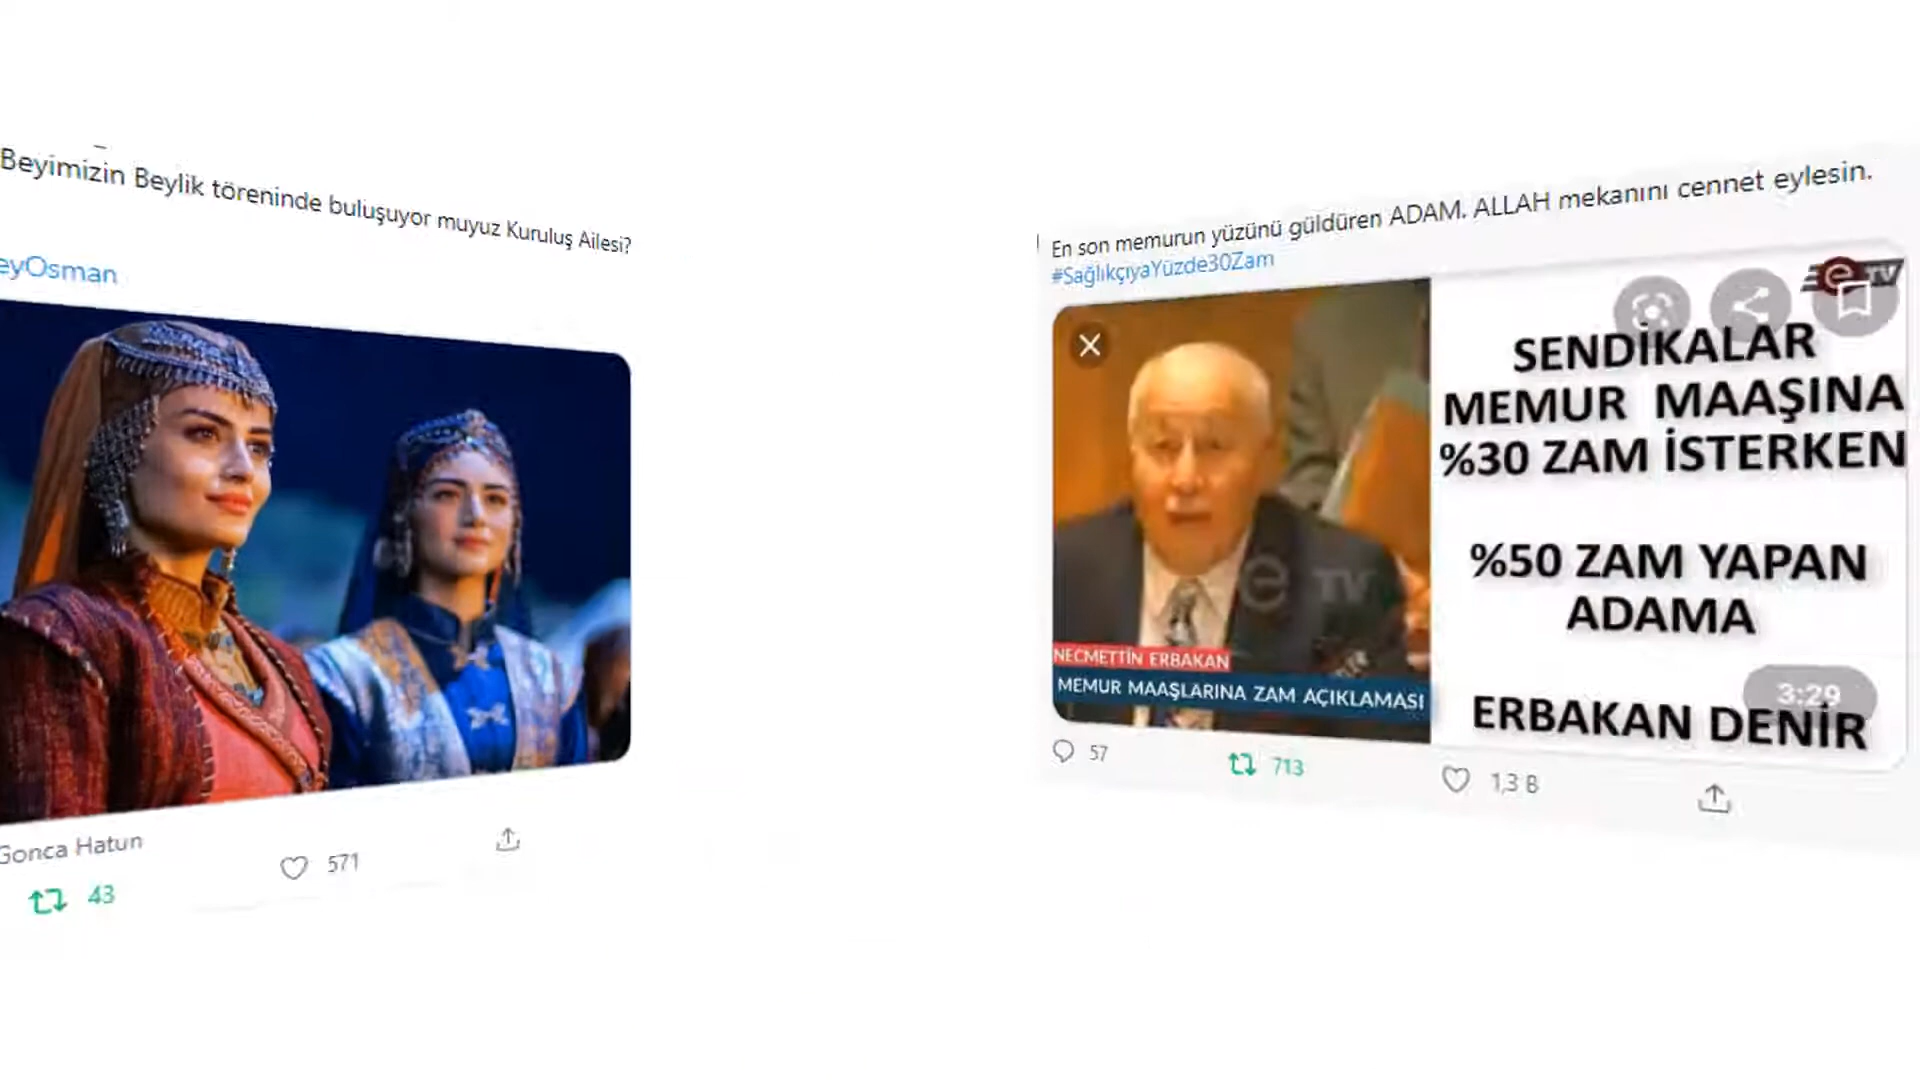 Beyimizin Beylik töreninde buluşuyor muyuz Kuruluş Ailesi?
eyOsman
Gonca Hatun
43
571
En son memurun yüzünü güldüren ADAM. ALLAH mekanını cennet eylesin.
#SağlıkçıyaYüzde30Zam
e TV
SENDİKALAR
MEMUR MAAŞINA
%30 ZAM İSTERKEN
%50 ZAM YAPAN
ADAMA
ERBAKAN DENİR
3:29
e TV
NECMETTİN ERBAKAN
MEMUR MAAŞLARINA ZAM AÇIKLAMASI
57
713
1,3 B